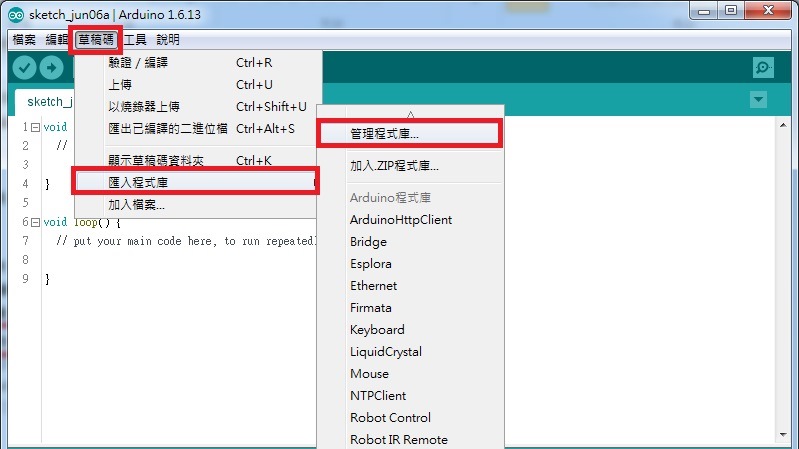 sketch_jun06a | Arduino 1.6.13
檔案 編輯 草稿碼 工具 說明
驗證 / 編譯 Ctrl+R
上傳 Ctrl+U
以燒錄器上傳 Ctrl+Shift+U
匯出已編譯的二進位檔 Ctrl+Alt+S
顯示草稿碼資料夾 Ctrl+K
匯入程式庫
加入檔案...
管理程式庫...
加入.ZIP程式庫...
Arduino程式庫
ArduinoHttpClient
Bridge
Esplora
Ethernet
Firmata
Keyboard
LiquidCrystal
Mouse
NTPClient
Robot Control
Robot IR Remote
sketch_j
1 void
2 //
3
4 }
5
6 void loop() {
7 // put your main code here, to run repeatedl
8
9 }